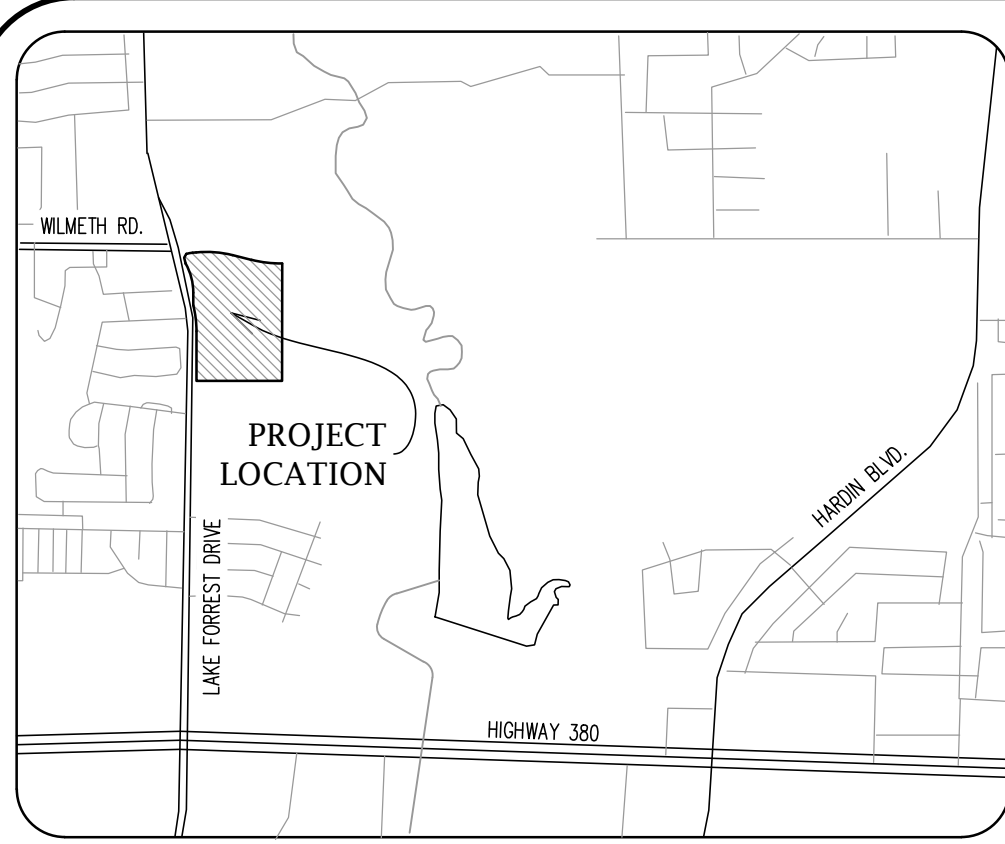 WILMETH RD.
PROJECT
LOCATION
HARDIN BLVD.
LAKE FORREST DRIVE
HIGHWAY 380